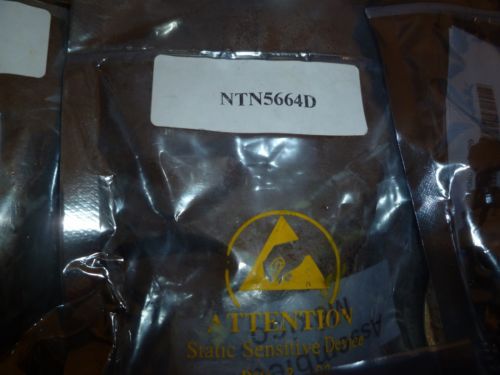 NTN5664D
ATTENTION
Static Sensitive Device